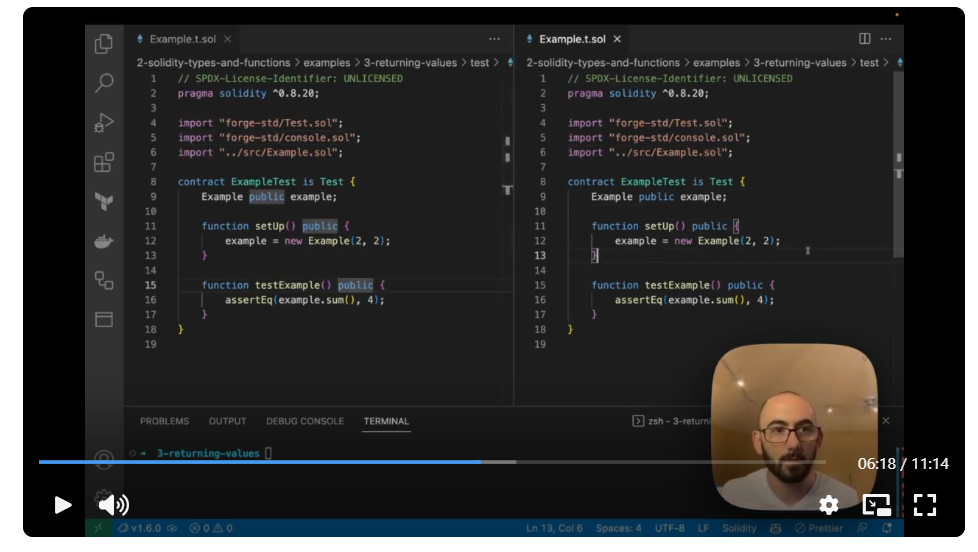 Example.t.sol
2-solidity-types-and-functions > examples > 3-returning-values > test >
1 // SPDX-License-Identifier: UNLICENSED
2 pragma solidity ^0.8.20;
3
4 import "forge-std/Test.sol";
5 import "forge-std/console.sol";
6 import "../src/Example.sol";
7
8 contract ExampleTest is Test {
9 Example public example;
10
11 function setUp() public {
12 example = new Example(2, 2);
13 }
14
15 function testExample() public {
16 assertEq(example.sum(), 4);
17 }
18 }
19
Example.t.sol
2-solidity-types-and-functions > examples > 3-returning-values > test >
1 // SPDX-License-Identifier: UNLICENSED
2 pragma solidity ^0.8.20;
3
4 import "forge-std/Test.sol";
5 import "forge-std/console.sol";
6 import "../src/Example.sol";
7
8 contract ExampleTest is Test {
9 Example public example;
10
11 function setUp() public {
12 example = new Example(2, 2);
13 }
14
15 function testExample() public {
16 assertEq(example.sum(), 4);
17 }
18 }
19
PROBLEMS OUTPUT DEBUG CONSOLE TERMINAL zsh - 3-returni
3-returning-values
06:18 / 11:14
v1.6.0 0 0 Ln 13, Col 6 Spaces: 4 UTF-8 LF Solidity Prettier